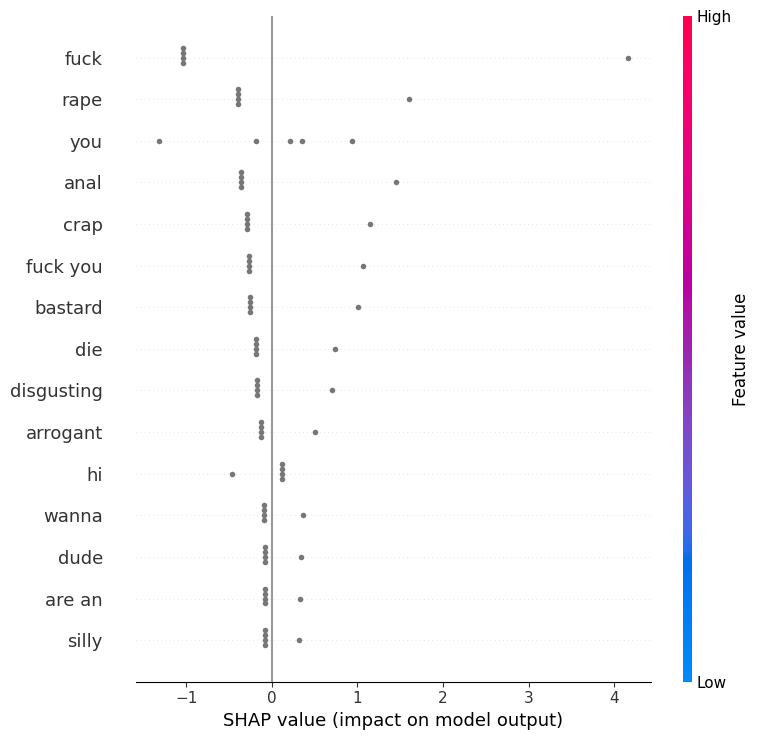 High
fuck
rape
you
anal
crap
fuck you
bastard
die
disgusting
arrogant
hi
wanna
dude
are an
silly
Feature value
Low
−1 0 1 2 3 4
SHAP value (impact on model output)